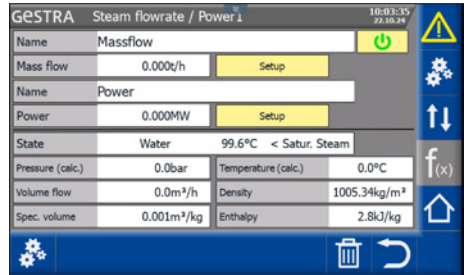 GESTRA Steam flowrate / Power1 10:03:35
22.10.24
Name Massflow
Mass flow 0.000t/h Setup
Name Power
Power 0.000MW Setup
State Water 99.6°C < Satur. Steam
Pressure (calc.) 0.0bar Temperature (calc.) 0.0°C
Volume flow 0.0m³/h Density 1005.34kg/m³
Spec. volume 0.001m³/kg Enthalpy 2.8kJ/kg
f(x)